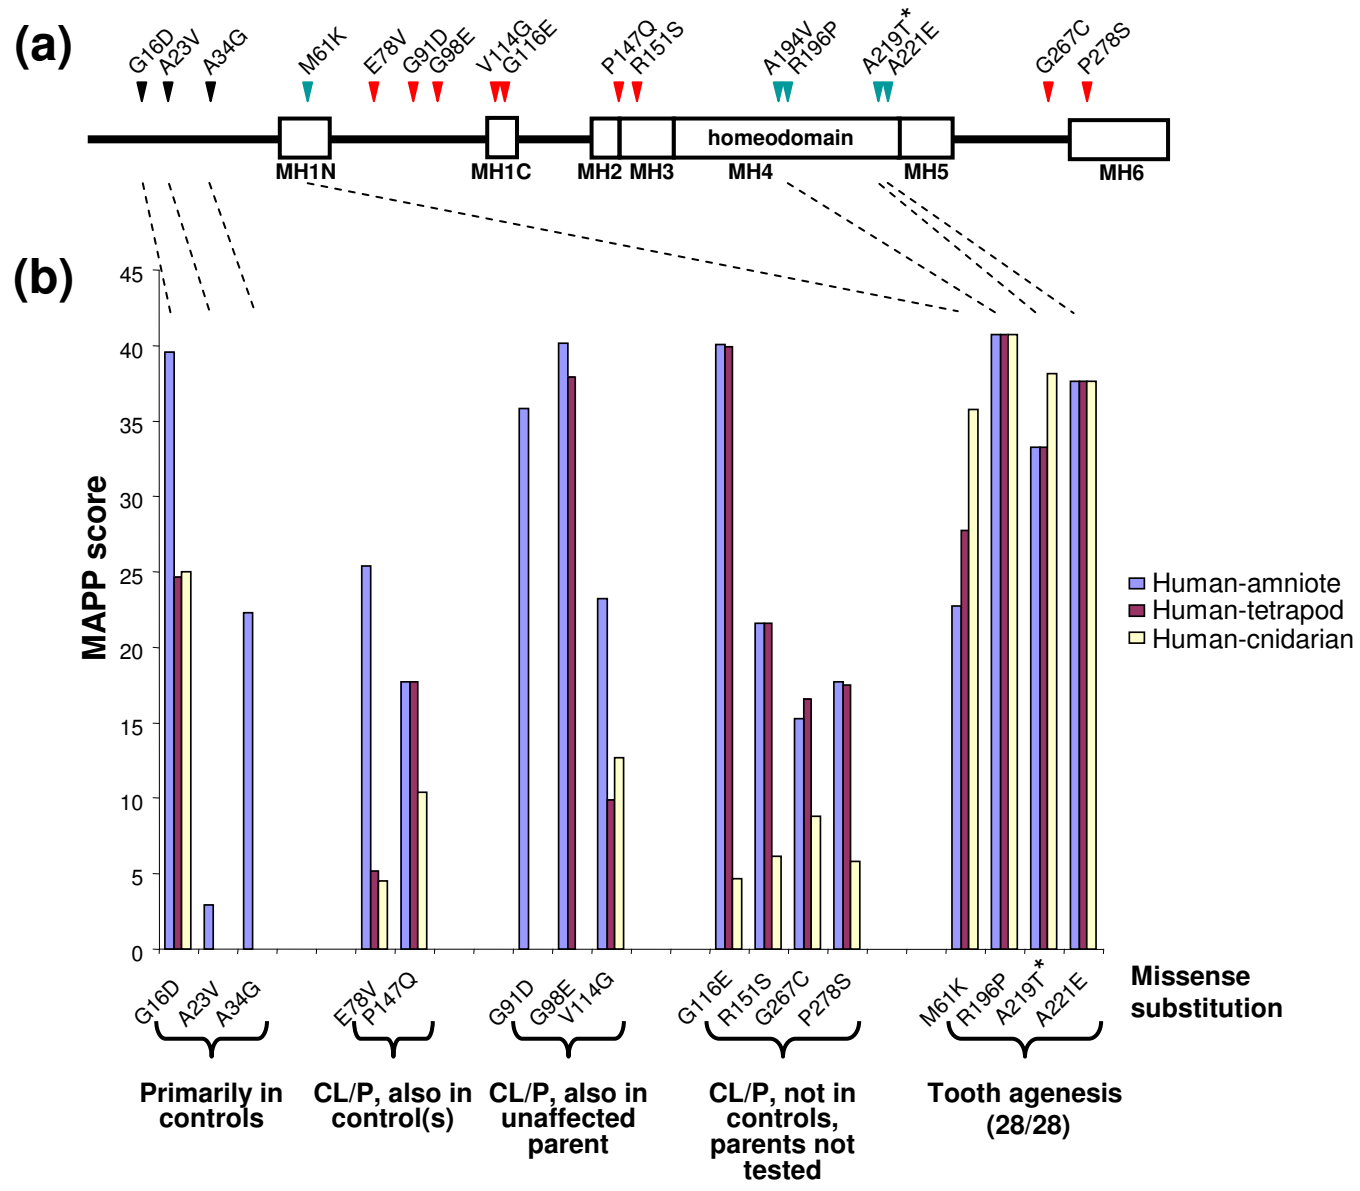 (a)
G16D
A23V
A34G
M61K
E78V
G91D
G98E
V114G
G116E
P147Q
R151S
A194V
R196P
A219T*
A221E
G267C
P278S
homeodomain
MH1N
MH1C
MH2
MH3
MH4
MH5
MH6
(b)
45
40
35
30
25
20
15
10
5
0
MAPP score
Human-amniote
Human-tetrapod
Human-cnidarian
G16D
A23V
A34G
E78V
P147Q
G91D
G98E
V114G
G116E
R151S
G267C
P278S
M61K
R196P
A219T*
A221E
Missense
substitution
Primarily in
controls
CL/P, also in
control(s)
CL/P, also in
unaffected
parent
CL/P, not in
controls,
parents not
tested
Tooth agenesis
(28/28)